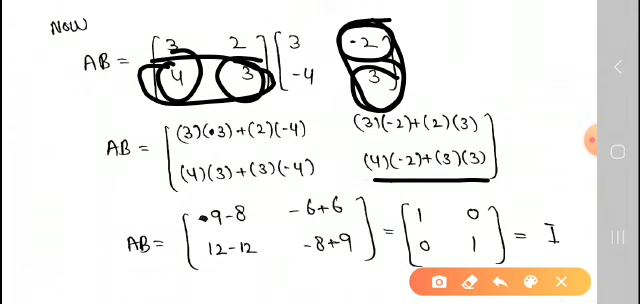 Now
AB = [3 2 4 3] [3 -2 -4 3]
AB = [(3)(3)+(2)(-4) (3)(-2)+(2)(3)
(4)(3)+(3)(-4) (4)(-2)+(3)(3)]
AB = [9-8 -6+6 12-12 -8+9] = [1 0 0 1] = I